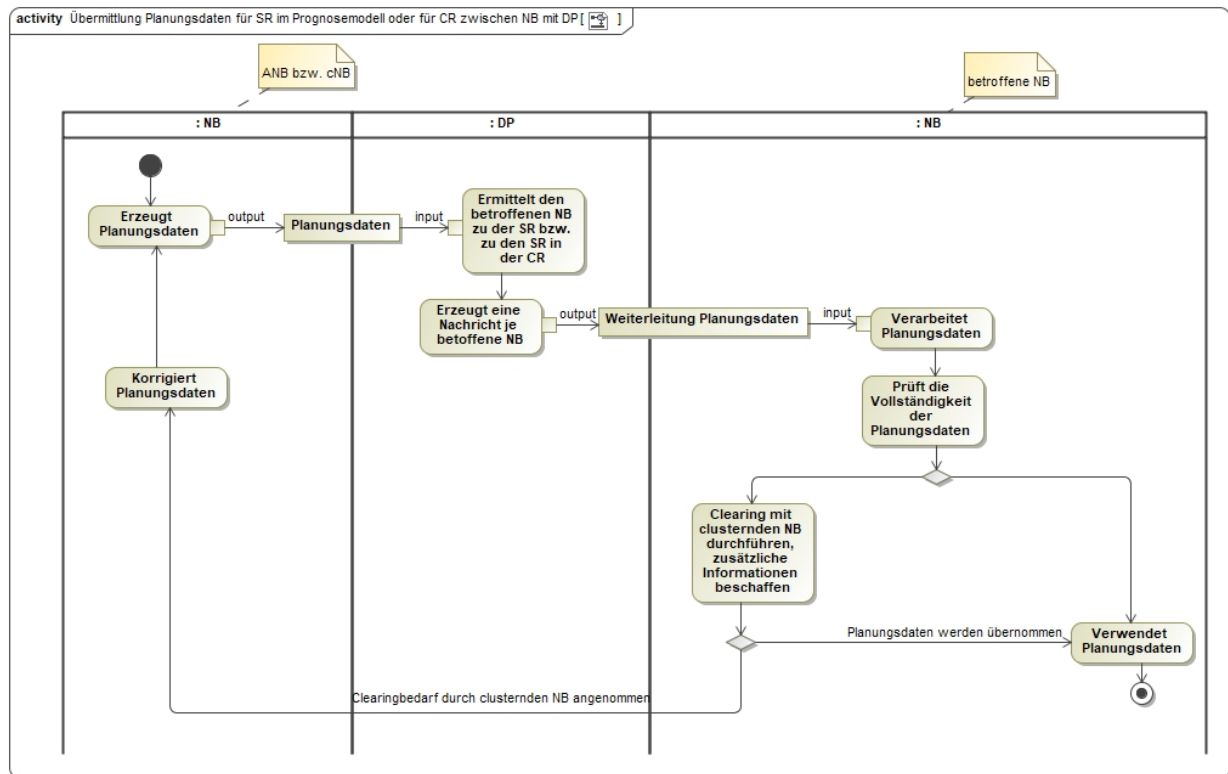 activity Übermittlung Planungsdaten für SR im Prognosemodell oder für CR zwischen NB mit DP[ ]
ANB bzw. cNB
betroffene NB
: NB
: DP
: NB
Erzeugt
Planungsdaten
output
Planungsdaten
input
Ermittelt den
betroffenen NB
zu der SR bzw.
zu den SR in
der CR
Erzeugt eine
Nachricht je
betoffene NB
output
Weiterleitung Planungsdaten
input
Verarbeitet
Planungsdaten
Korrigiert
Planungsdaten
Prüft die
Vollständigkeit
der
Planungsdaten
Clearing mit
clusternden NB
durchführen,
zusätzliche
Informationen
beschaffen
Planungsdaten werden übernommen
Verwendet
Planungsdaten
Clearingbedarf durch clusternden NB angenommen